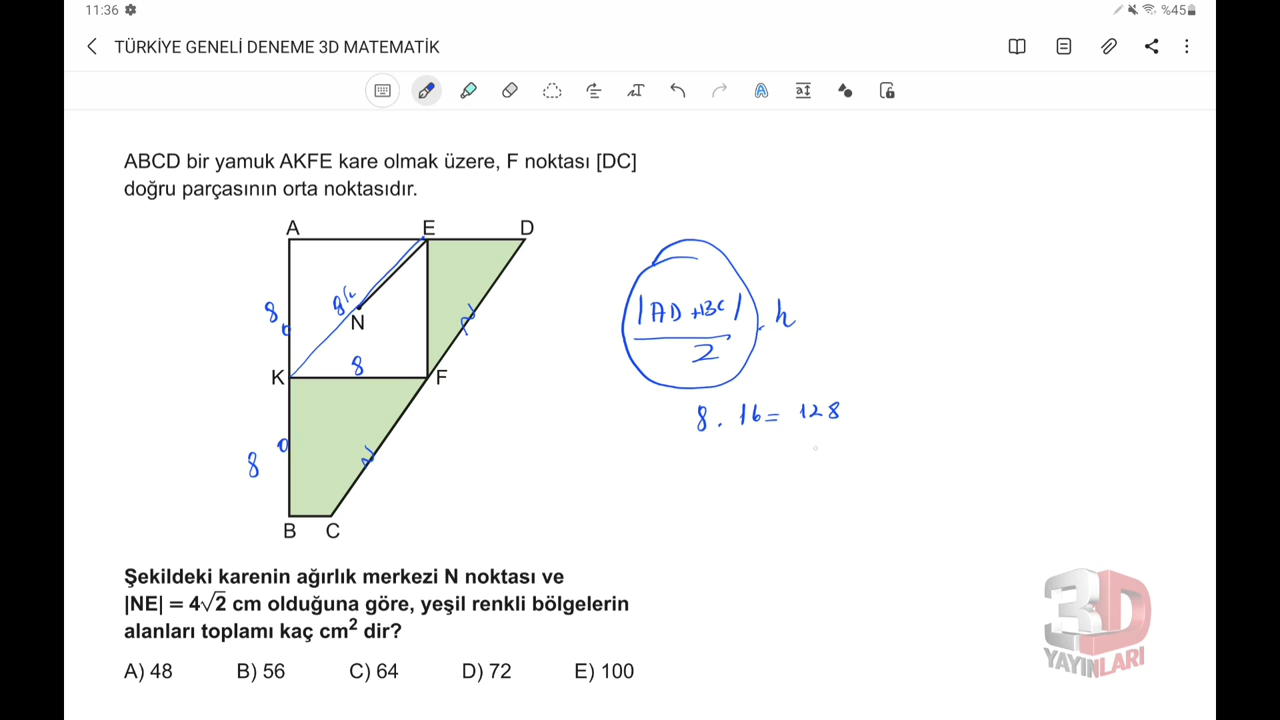 11:36 %45
TÜRKİYE GENELİ DENEME 3D MATEMATİK
ABCD bir yamuk AKFE kare olmak üzere, F noktası [DC]
doğru parçasının orta noktasıdır.
A E D
8 8√2 N
K 8 F
8
B C
|AD + BC| / 2 . h
8 . 16 = 128
Şekildeki karenin ağırlık merkezi N noktası ve
|NE| = 4√2 cm olduğuna göre, yeşil renkli bölgelerin
alanları toplamı kaç cm² dir?
A) 48 B) 56 C) 64 D) 72 E) 100
3D
YAYINLARI